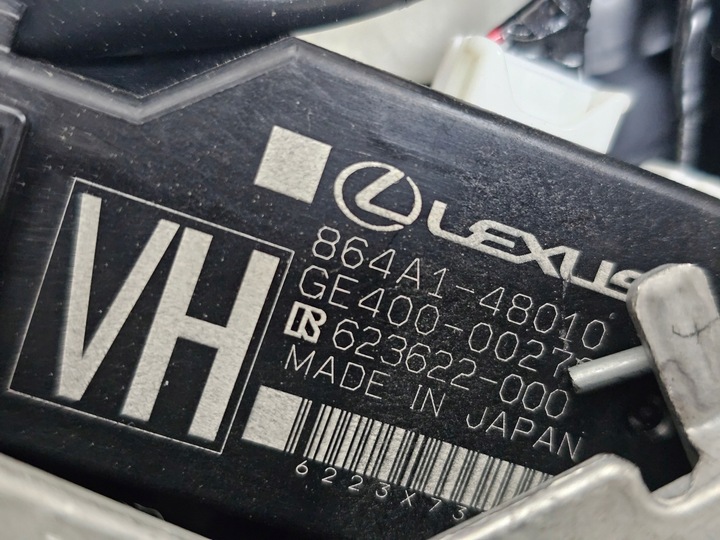 VH
LEXUS
864A1-48010
GE400-0027
623622-000
MADE IN JAPAN
6223X73